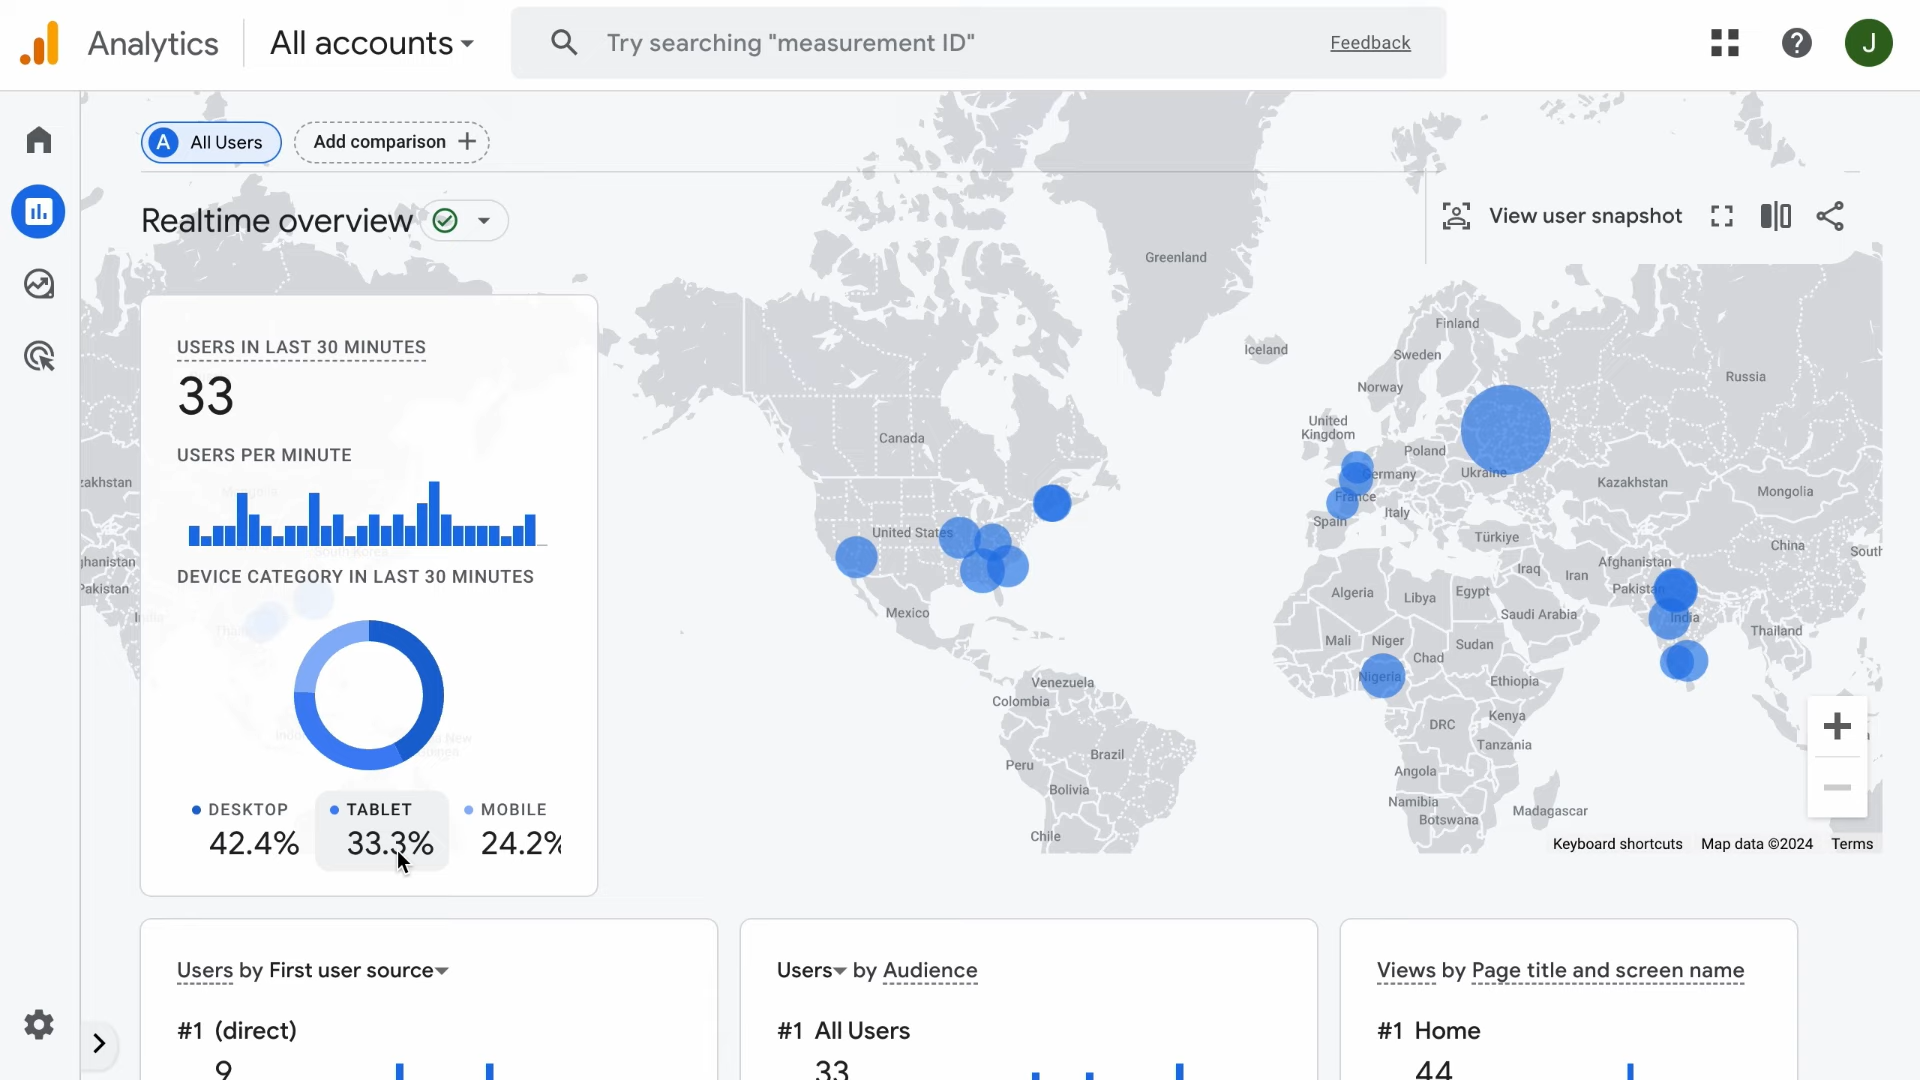 Analytics
All accounts
Try searching "measurement ID"
Feedback
J
A All Users
Add comparison
Realtime overview
View user snapshot
USERS IN LAST 30 MINUTES
33
USERS PER MINUTE
DEVICE CATEGORY IN LAST 30 MINUTES
DESKTOP
42.4%
TABLET
33.3%
MOBILE
24.2%
Greenland
Iceland
Finland
Sweden
Norway
Russia
United
Kingdom
Canada
Poland
Germany
Ukraine
Kazakhstan
Mongolia
France
Italy
Spain
United States
Türkiye
China
South
Afghanistan
Iraq
Iran
Pakistan
Algeria
Libya
Egypt
Saudi Arabia
Mexico
India
Thailand
Mali
Niger
Sudan
Chad
Nigeria
Ethiopia
Venezuela
Colombia
DRC
Kenya
Tanzania
Brazil
Peru
Angola
Bolivia
Namibia
Botswana
Madagascar
Chile
zakhstan
ghanistan
Pakistan
South Korea
Keyboard shortcuts
Map data ©2024
Terms
Users by First user source
#1 (direct)
9
Users by Audience
#1 All Users
33
Views by Page title and screen name
#1 Home
44